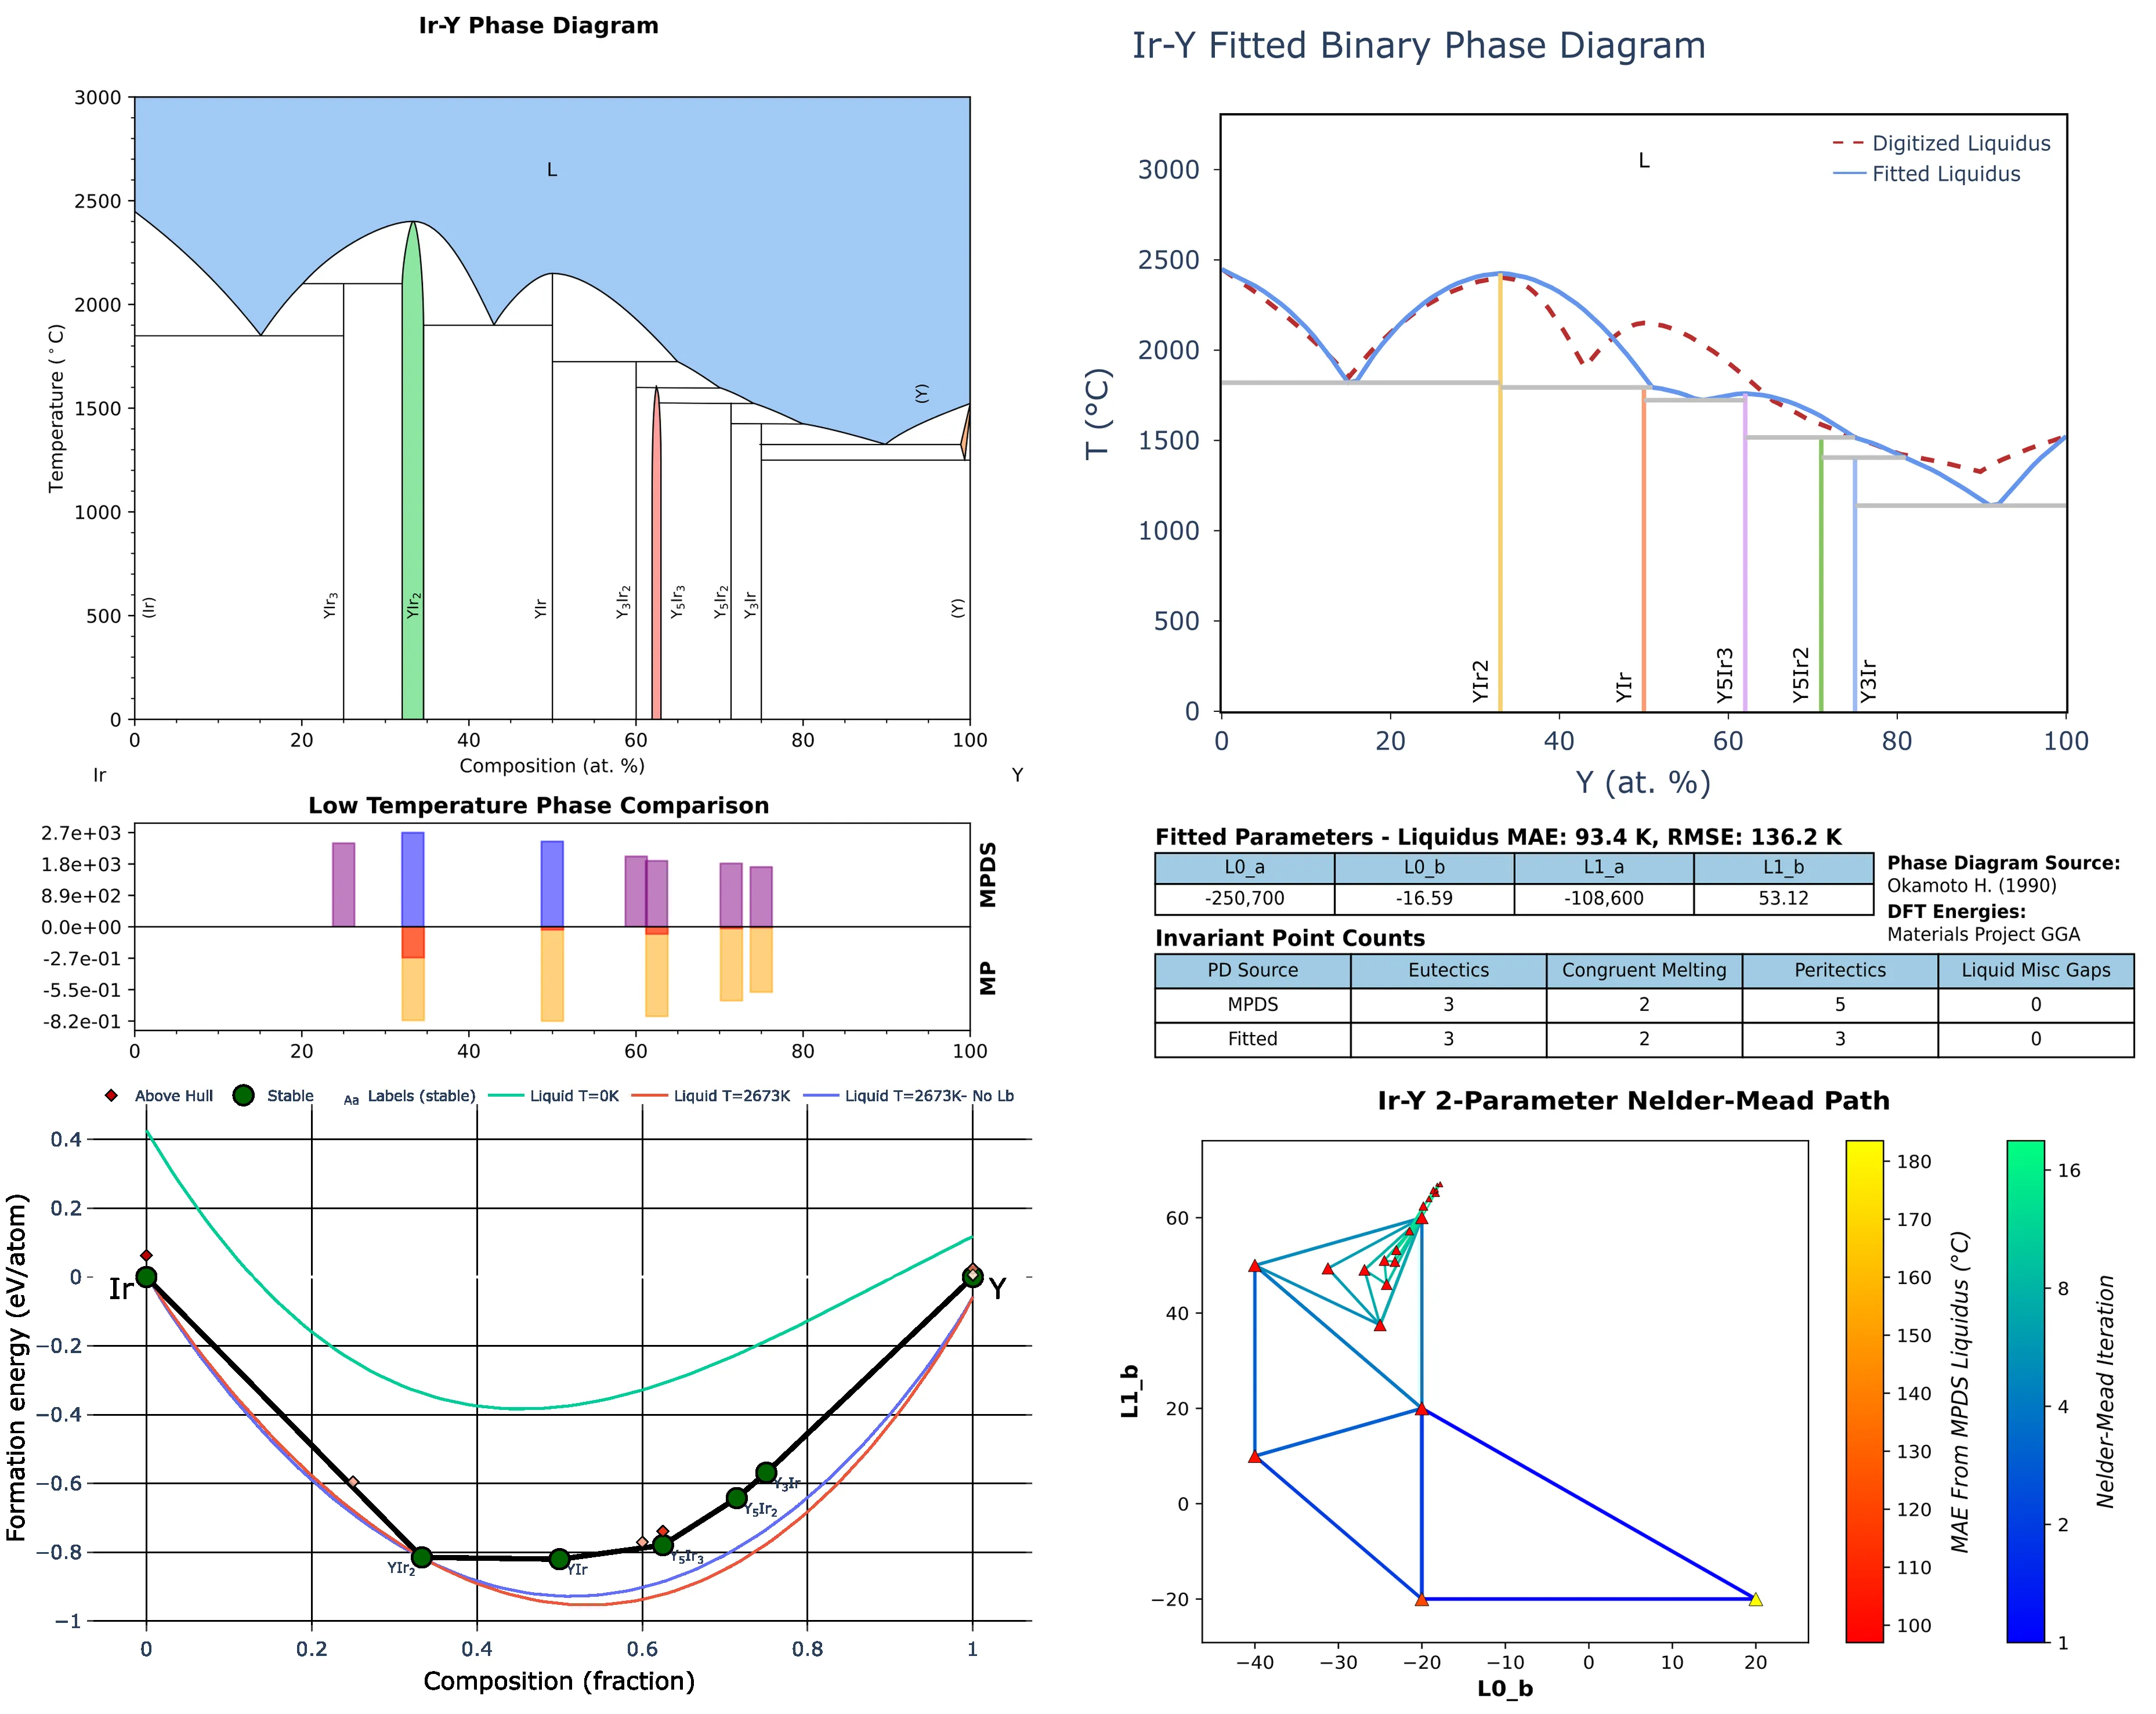 Ir-Y Phase Diagram
3000
2500
2000
1500
1000
500
0
Temperature (°C)
L
(Y)
(Ir)
YIr3
YIr2
YIr
Y3Ir2
Y5Ir3
Y5Ir2
Y3Ir
(Y)
0 20 40 60 80 100
Composition (at. %)
Ir Y
Ir-Y Fitted Binary Phase Diagram
Digitized Liquidus
Fitted Liquidus
L
3000
2500
2000
1500
1000
500
0
T (°C)
YIr2
YIr
Y5Ir3
Y5Ir2
Y3Ir
0 20 40 60 80 100
Y (at. %)
Low Temperature Phase Comparison
2.7e+03
1.8e+03
8.9e+02
0.0e+00
-2.7e-01
-5.5e-01
-8.2e-01
MPDS
MP
0 20 40 60 80 100
Fitted Parameters - Liquidus MAE: 93.4 K, RMSE: 136.2 K
L0_a L0_b L1_a L1_b
-250,700 -16.59 -108,600 53.12
Phase Diagram Source:
Okamoto H. (1990)
DFT Energies:
Materials Project GGA
Invariant Point Counts
PD Source Eutectics Congruent Melting Peritectics Liquid Misc Gaps
MPDS 3 2 5 0
Fitted 3 2 3 0
Above Hull Stable Aa Labels (stable) Liquid T=0K Liquid T=2673K Liquid T=2673K- No Lb
0.4
0.2
0
−0.2
−0.4
−0.6
−0.8
−1
Formation energy (eV/atom)
Ir
Y
YIr2
YIr
Y5Ir3
Y5Ir2
Y3Ir
0 0.2 0.4 0.6 0.8 1
Composition (fraction)
Ir-Y 2-Parameter Nelder-Mead Path
60
40
20
0
−20
L1_b
−40 −30 −20 −10 0 10 20
L0_b
180
170
160
150
140
130
120
110
100
MAE From MPDS Liquidus (°C)
16
8
4
2
1
Nelder-Mead Iteration